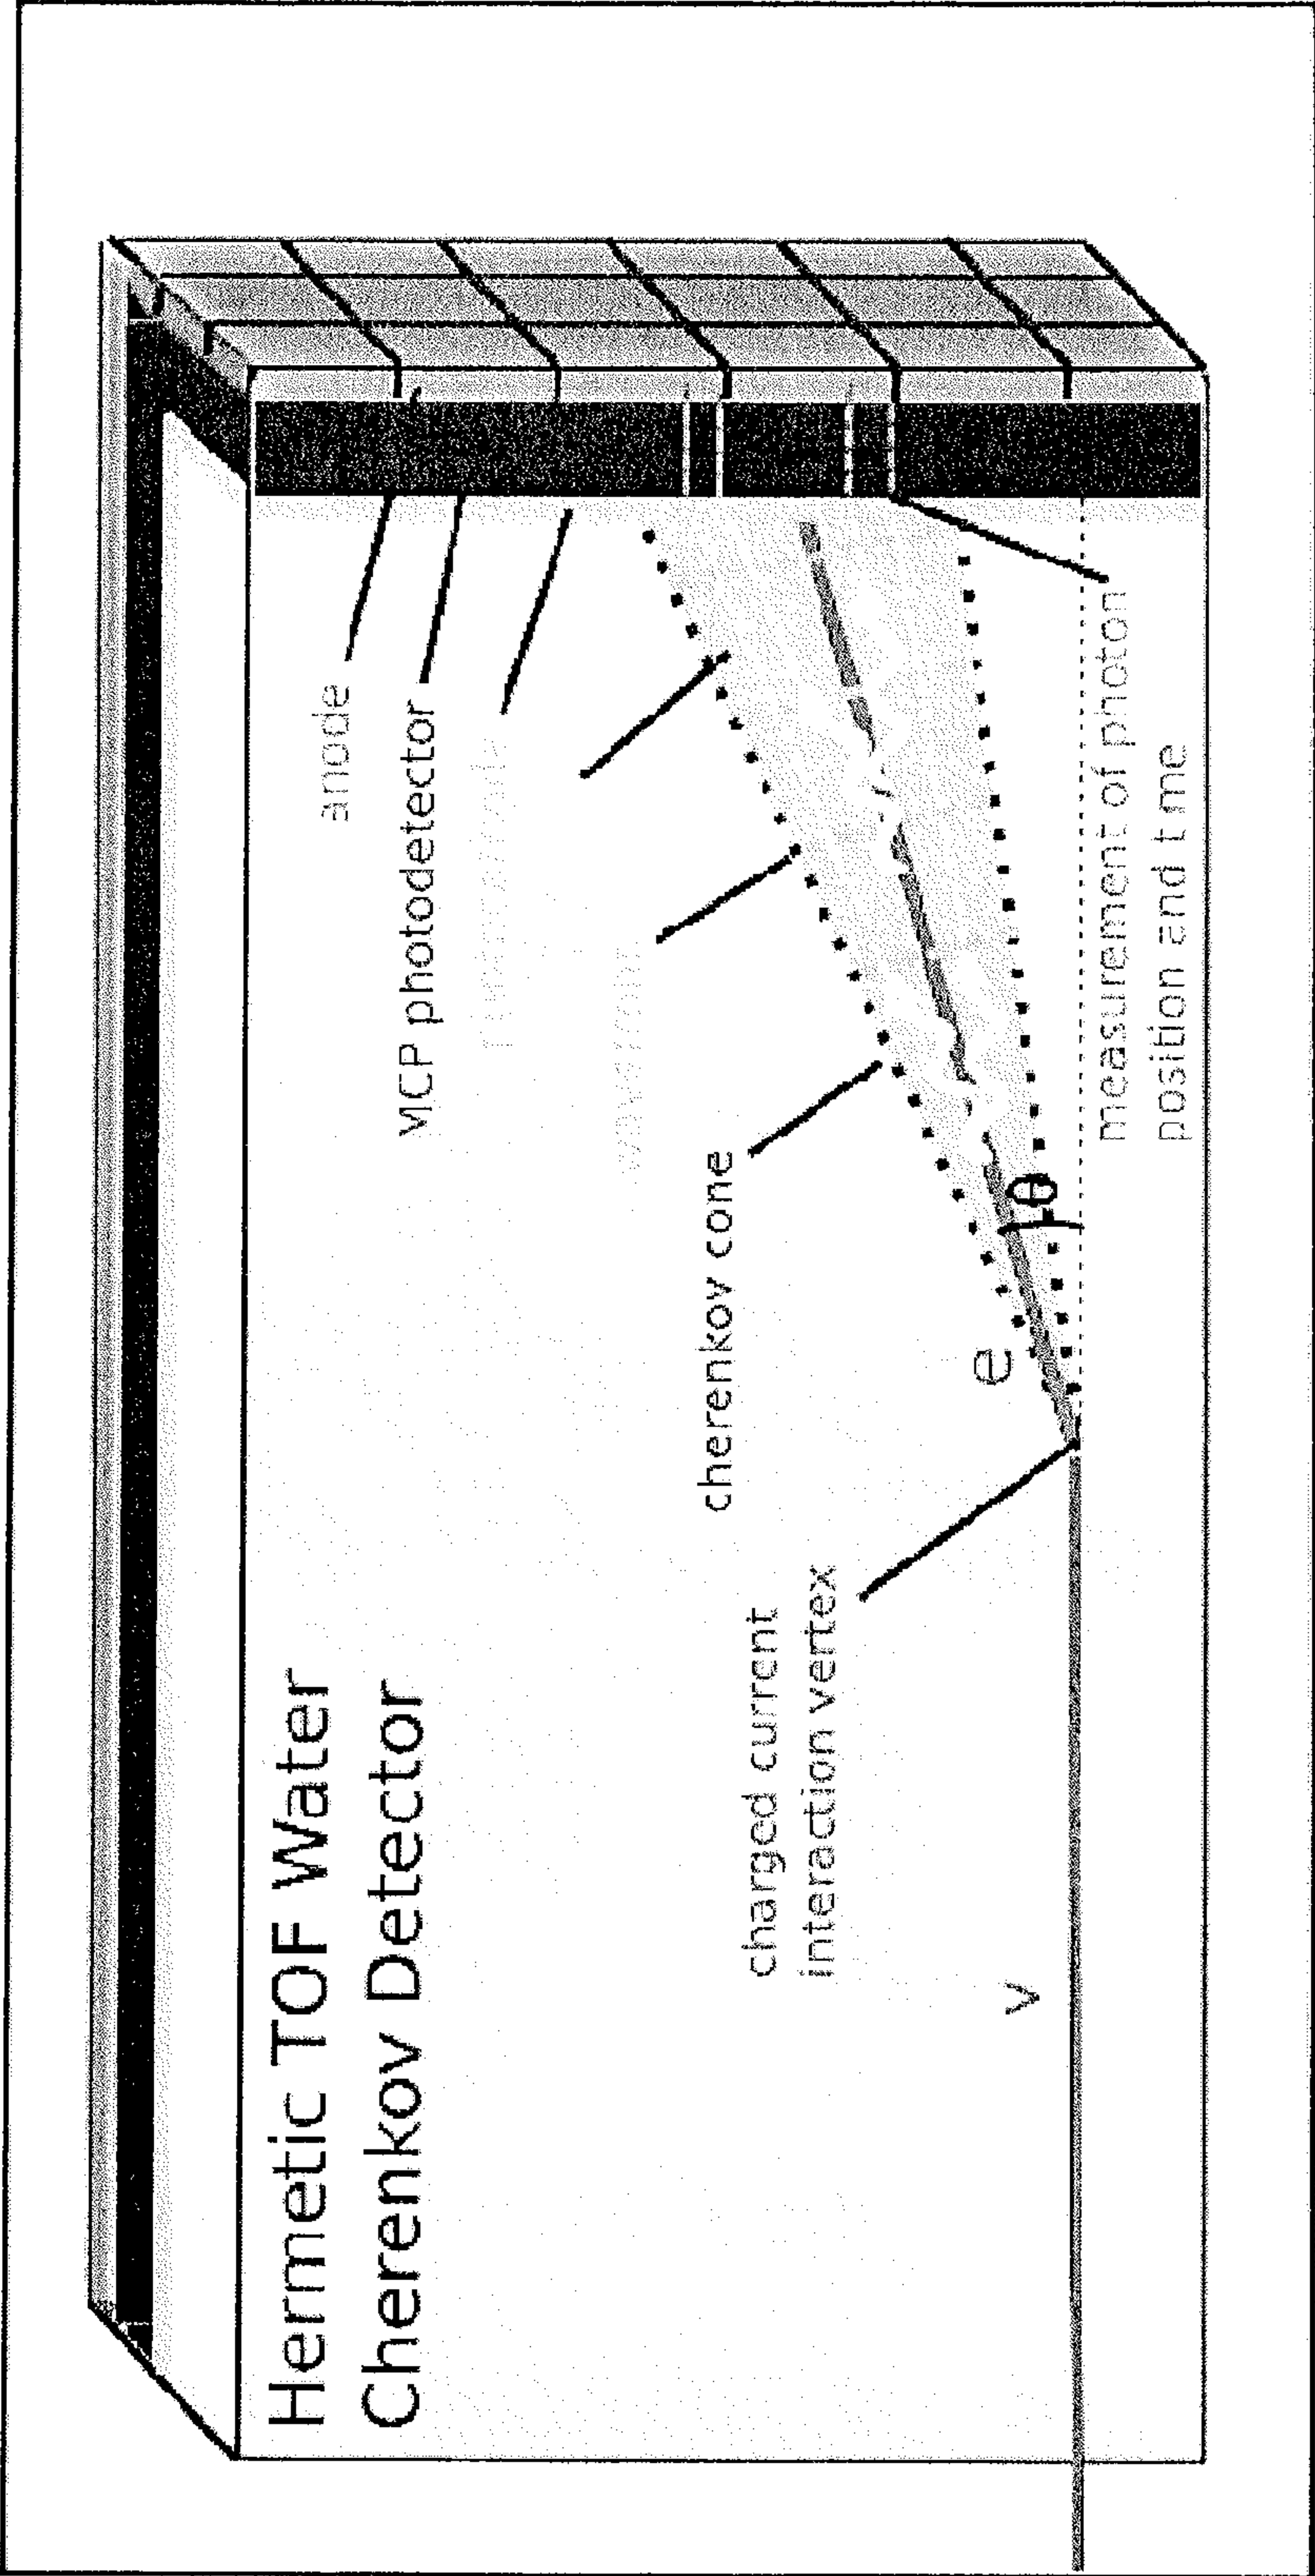 Hermetic TOF Water
Cherenkov Detector
anode
MCP photodetector
cherenkov cone
charged current
interaction vertex
e
θ
ν
measurement of photon
position and t me